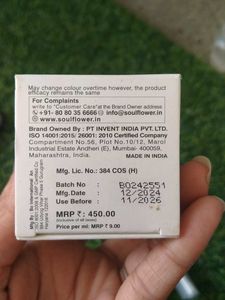 May change colour overtime however, the product
efficacy remains the same.
For Complaints
write to "Customer Care" at the Brand Owner address
+91- 80 80 35 6666 info@soulflower.in
www.soulflower.in
Brand Owned By : PT INVENT INDIA PVT. LTD.
ISO 14001:2015/ 26001: 2010 Certified Company
Compartment No.56, Plot No.10/12, Marol
Industrial Estate Andheri (E), Mumbai- 400059,
Maharashtra, India. MADE IN INDIA
Mfg. Lic. No.: 384 COS (H)
Batch No : B0242551
Mfg. Date : 12/2024
Use before : 11/2026
MRP ₹ : 450.00
(Inclusive of all taxes)
Price per ml: MRP ₹ 9.00